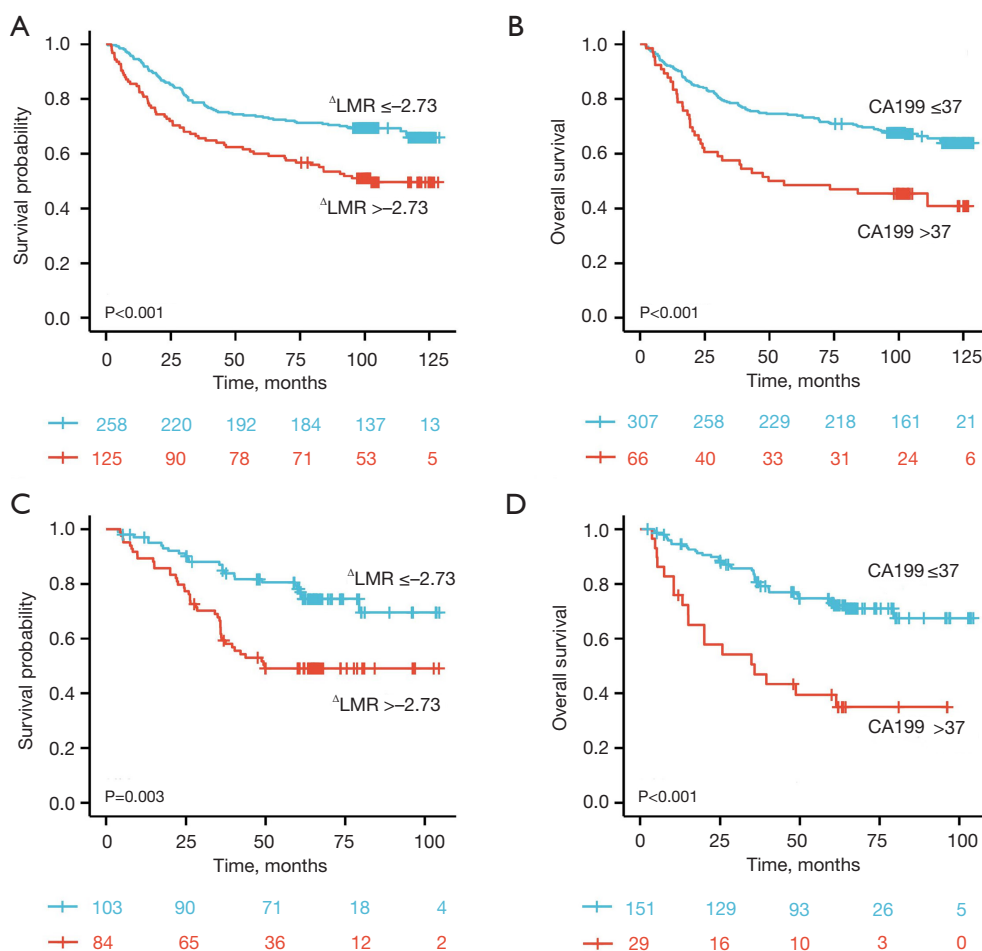 A
1.0
0.8
0.6
0.4
0.2
0.0
Survival probability
ΔLMR ≤−2.73
ΔLMR >−2.73
P<0.001
0 25 50 75 100 125
Time, months
258 220 192 184 137 13
125 90 78 71 53 5
B
1.0
0.8
0.6
0.4
0.2
0.0
Overall survival
CA199 ≤37
CA199 >37
P<0.001
0 25 50 75 100 125
Time, months
307 258 229 218 161 21
66 40 33 31 24 6
C
1.0
0.8
0.6
0.4
0.2
0.0
Survival probability
ΔLMR ≤−2.73
ΔLMR >−2.73
P=0.003
0 25 50 75 100
Time, months
103 90 71 18 4
84 65 36 12 2
D
1.0
0.8
0.6
0.4
0.2
0.0
Overall survival
CA199 ≤37
CA199 >37
P<0.001
0 25 50 75 100
Time, months
151 129 93 26 5
29 16 10 3 0